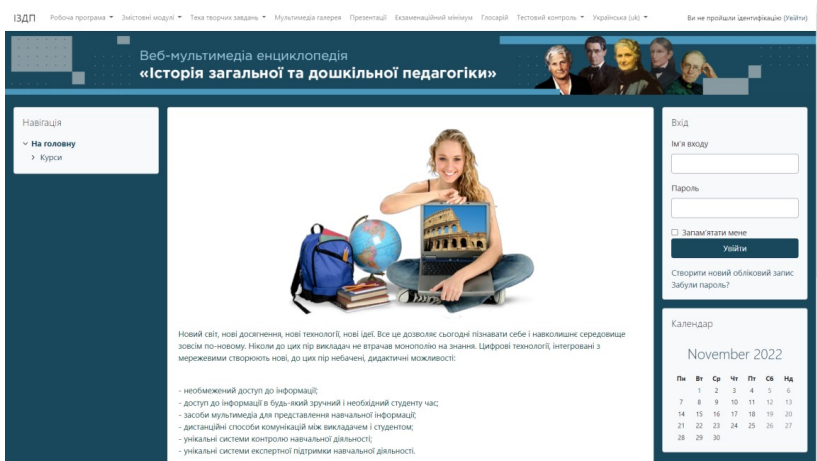 ІЗДП Робоча програма Змістовні модулі Тека творчих завдань Мультимедіа галерея Презентації Екзаменаційний мінімум Глосарій Тестовий контроль Українська (uk) Ви не пройшли ідентифікацію (Увійти)
Веб-мультимедіа енциклопедія
«Історія загальної та дошкільної педагогіки»
Навігація
На головну
Курси
Новий світ, нові досягнення, нові технології, нові ідеї. Все це дозволяє сьогодні пізнавати себе і навколишнє середовище
зовсім по-новому. Ніколи до цих пір викладач не втрачав монополію на знання. Цифрові технології, інтегровані з
мережевими створюють нові, до цих пір небачені, дидактичні можливості:
- необмежений доступ до інформації;
- доступ до інформації в будь-який зручний і необхідний студенту час;
- засоби мультимедіа для представлення навчальної інформації;
- дистанційні способи комунікацій між викладачем і студентом;
- унікальні системи контролю навчальної діяльності;
- унікальні системи експертної підтримки навчальної діяльності.
Вхід
Ім'я входу
Пароль
Запам'ятати мене
Увійти
Створити новий обліковий запис
Забули пароль?
Календар
November 2022
Пн Вт Ср Чт Пт Сб Нд
1 2 3 4 5 6
7 8 9 10 11 12 13
14 15 16 17 18 19 20
21 22 23 24 25 26 27
28 29 30